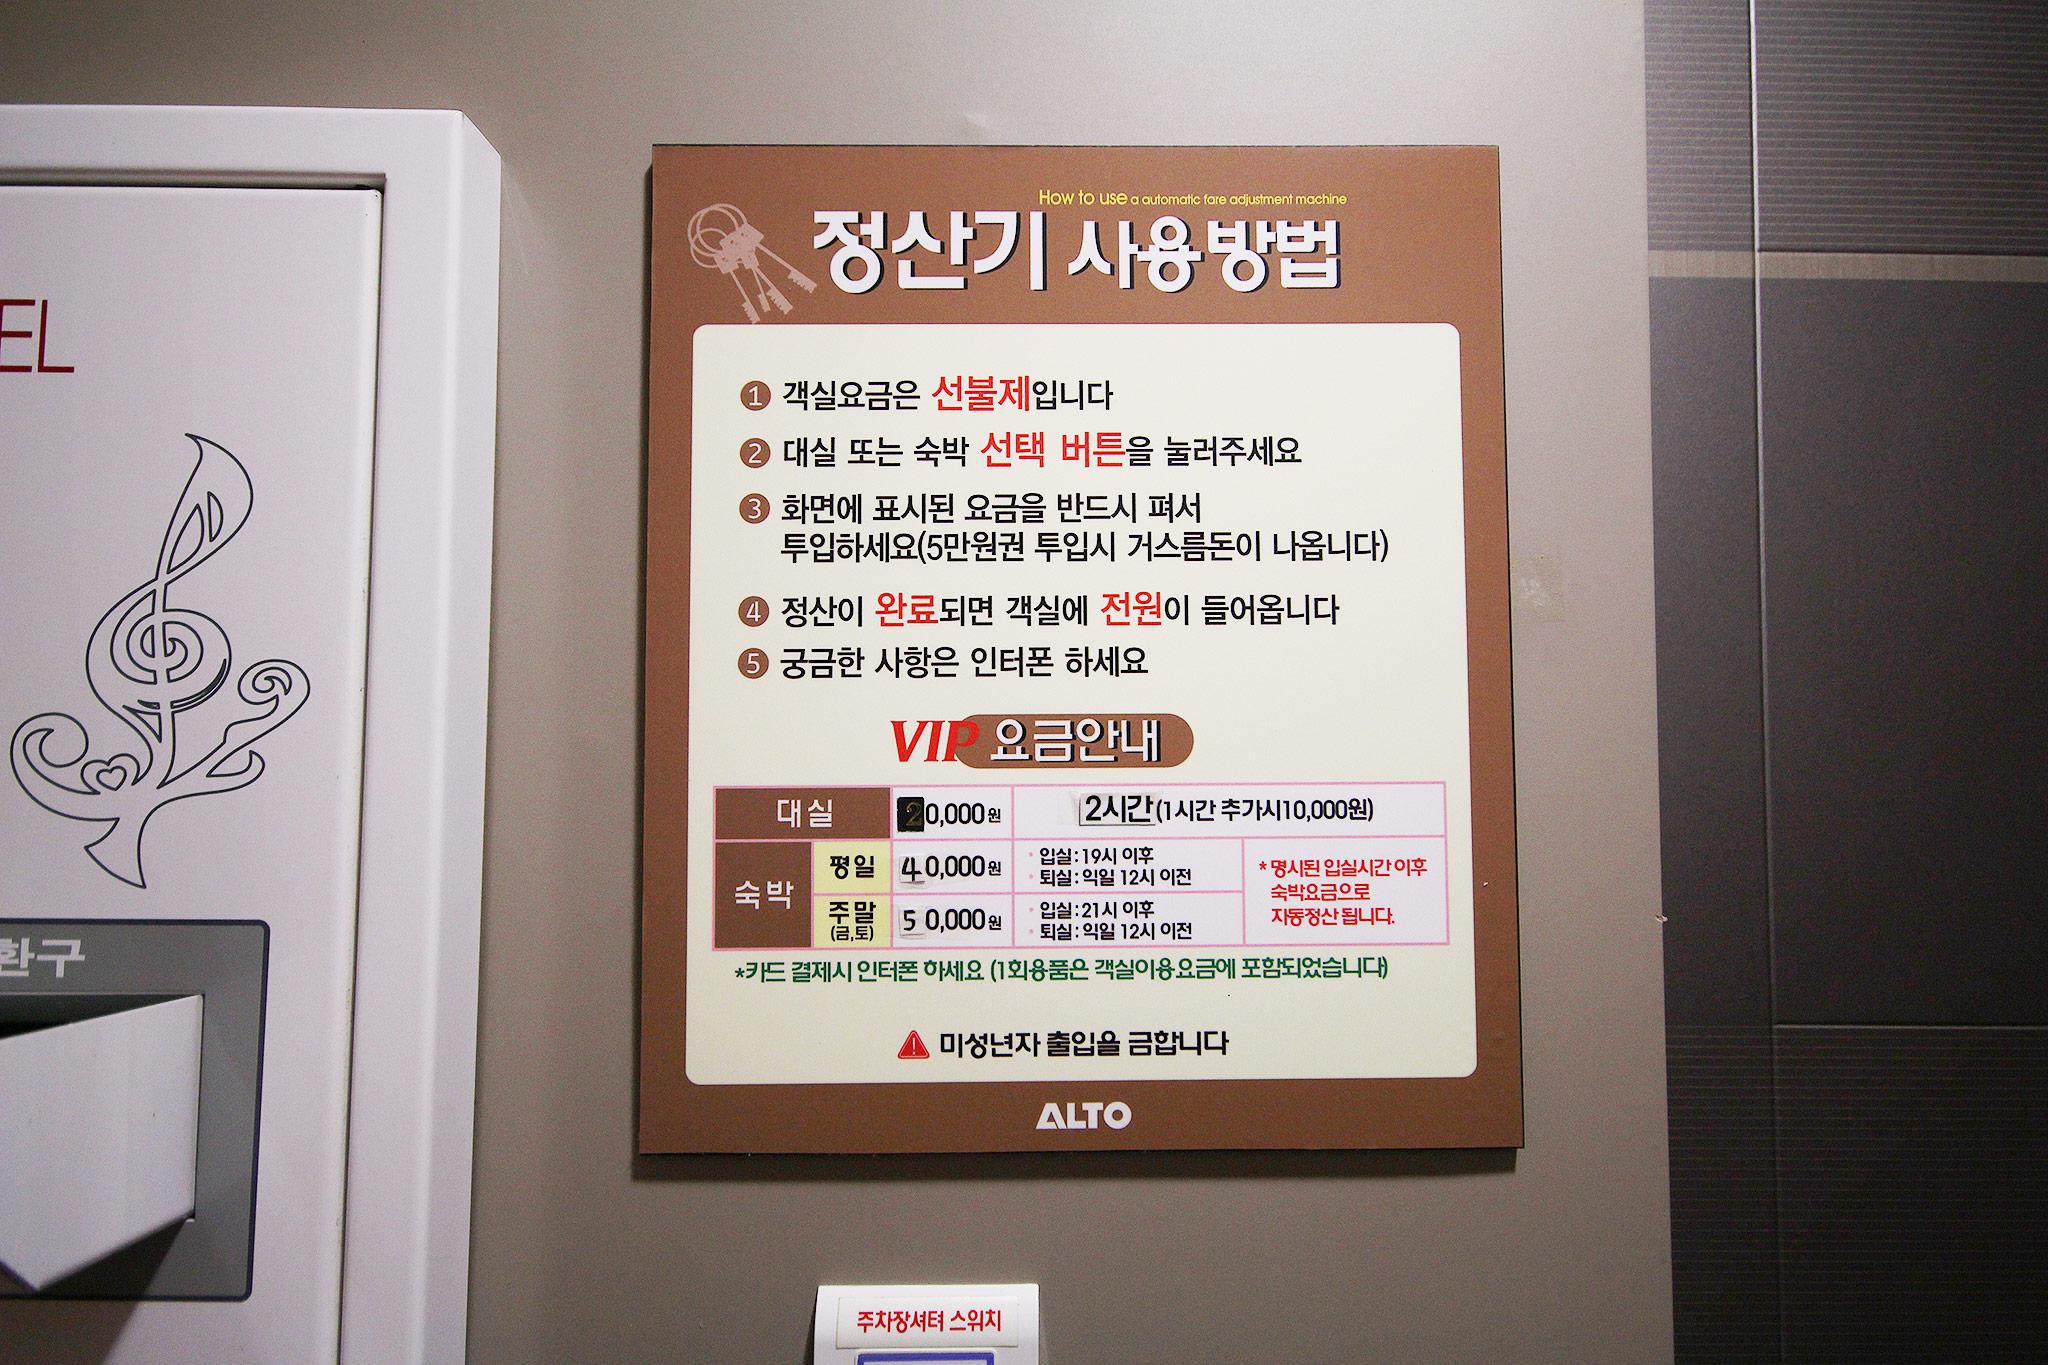 EL
환구
How to use a automatic fare adjustment machine
정산기 사용방법
1 객실요금은 선불제입니다
2 대실 또는 숙박 선택 버튼을 눌러주세요
3 화면에 표시된 요금을 반드시 펴서
투입하세요(5만원권 투입시 거스름돈이 나옵니다)
4 정산이 완료되면 객실에 전원이 들어옵니다
5 궁금한 사항은 인터폰 하세요
VIP 요금안내
대실 20,000원 2시간(1시간 추가시10,000원)
숙박
평일 40,000원
• 입실:19시 이후
• 퇴실:익일 12시 이전
주말
(금,토)
50,000원
• 입실:21시 이후
• 퇴실:익일 12시 이전
*명시된 입실시간 이후
숙박요금으로
자동정산 됩니다.
*카드 결제시 인터폰 하세요 (1회용품은 객실이용요금에 포함되었습니다)
미성년자 출입을 금합니다
ALTO
주차장셔터 스위치